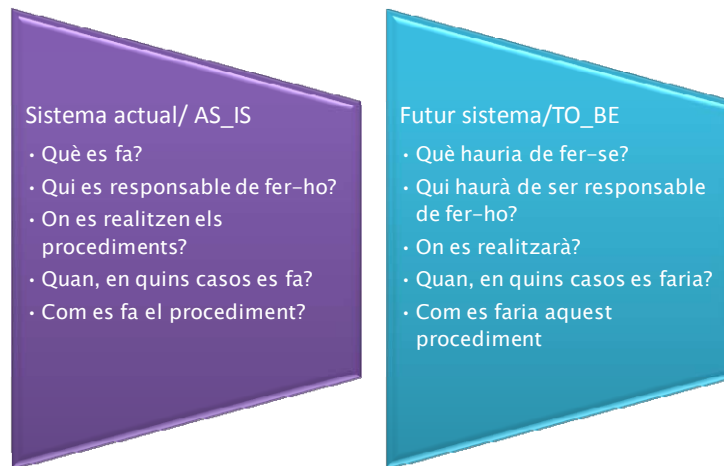 Sistema actual/ AS_IS
• Què es fa?
• Qui es responsable de fer-ho?
• On es realitzen els
procediments?
• Quan, en quins casos es fa?
• Com es fa el procediment?
Futur sistema/TO_BE
• Què hauria de fer-se?
• Qui haurà de ser responsable
de fer-ho?
• On es realitzarà?
• Quan, en quins casos es faria?
• Com es faria aquest
procediment